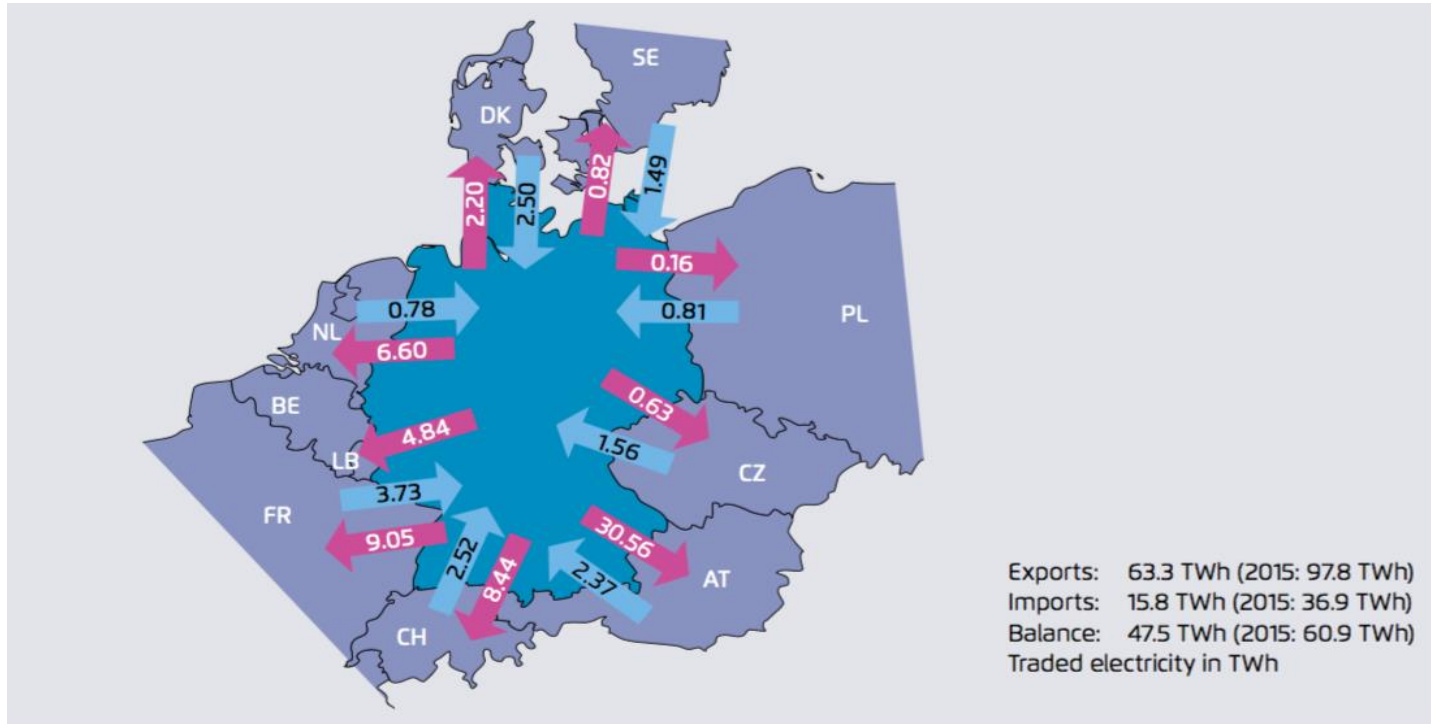 SE
DK
2.20
2.50
0.82
1.49
0.16
0.81
PL
0.78
NL
6.60
BE
4.84
LB
0.63
1.56
CZ
3.73
FR
9.05
2.52
8.44
30.56
2.37
AT
CH
Exports: 63.3 TWh (2015: 97.8 TWh)
Imports: 15.8 TWh (2015: 36.9 TWh)
Balance: 47.5 TWh (2015: 60.9 TWh)
Traded electricity in TWh